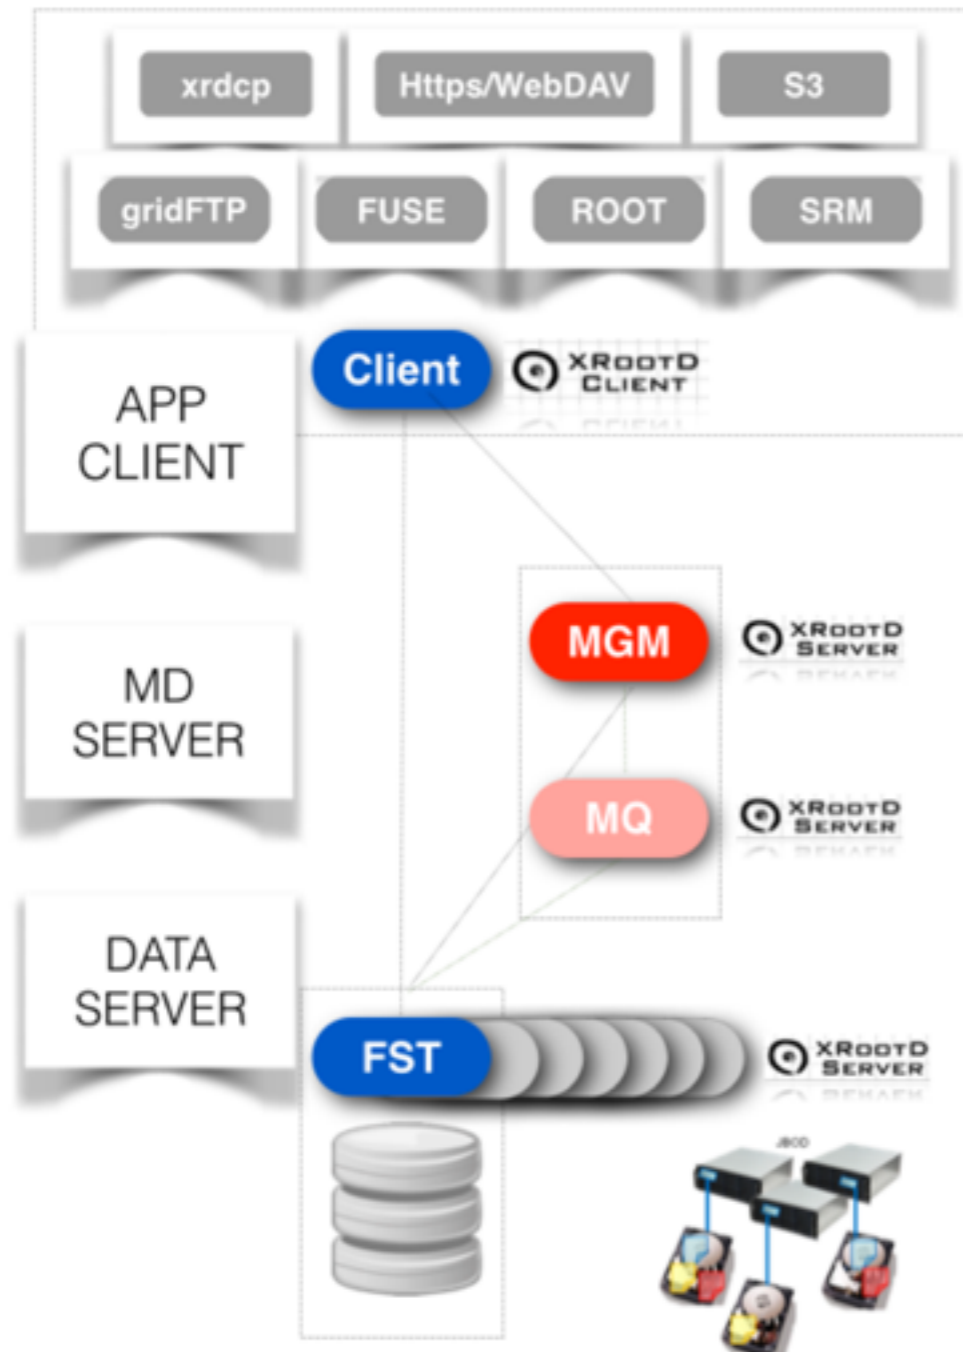 xrdcp
Https/WebDAV
S3
gridFTP
FUSE
ROOT
SRM
APP
CLIENT
Client
XROOTD
CLIENT
MGM
XROOTD
SERVER
MD
SERVER
MQ
XROOTD
SERVER
DATA
SERVER
FST
XROOTD
SERVER
JBOD